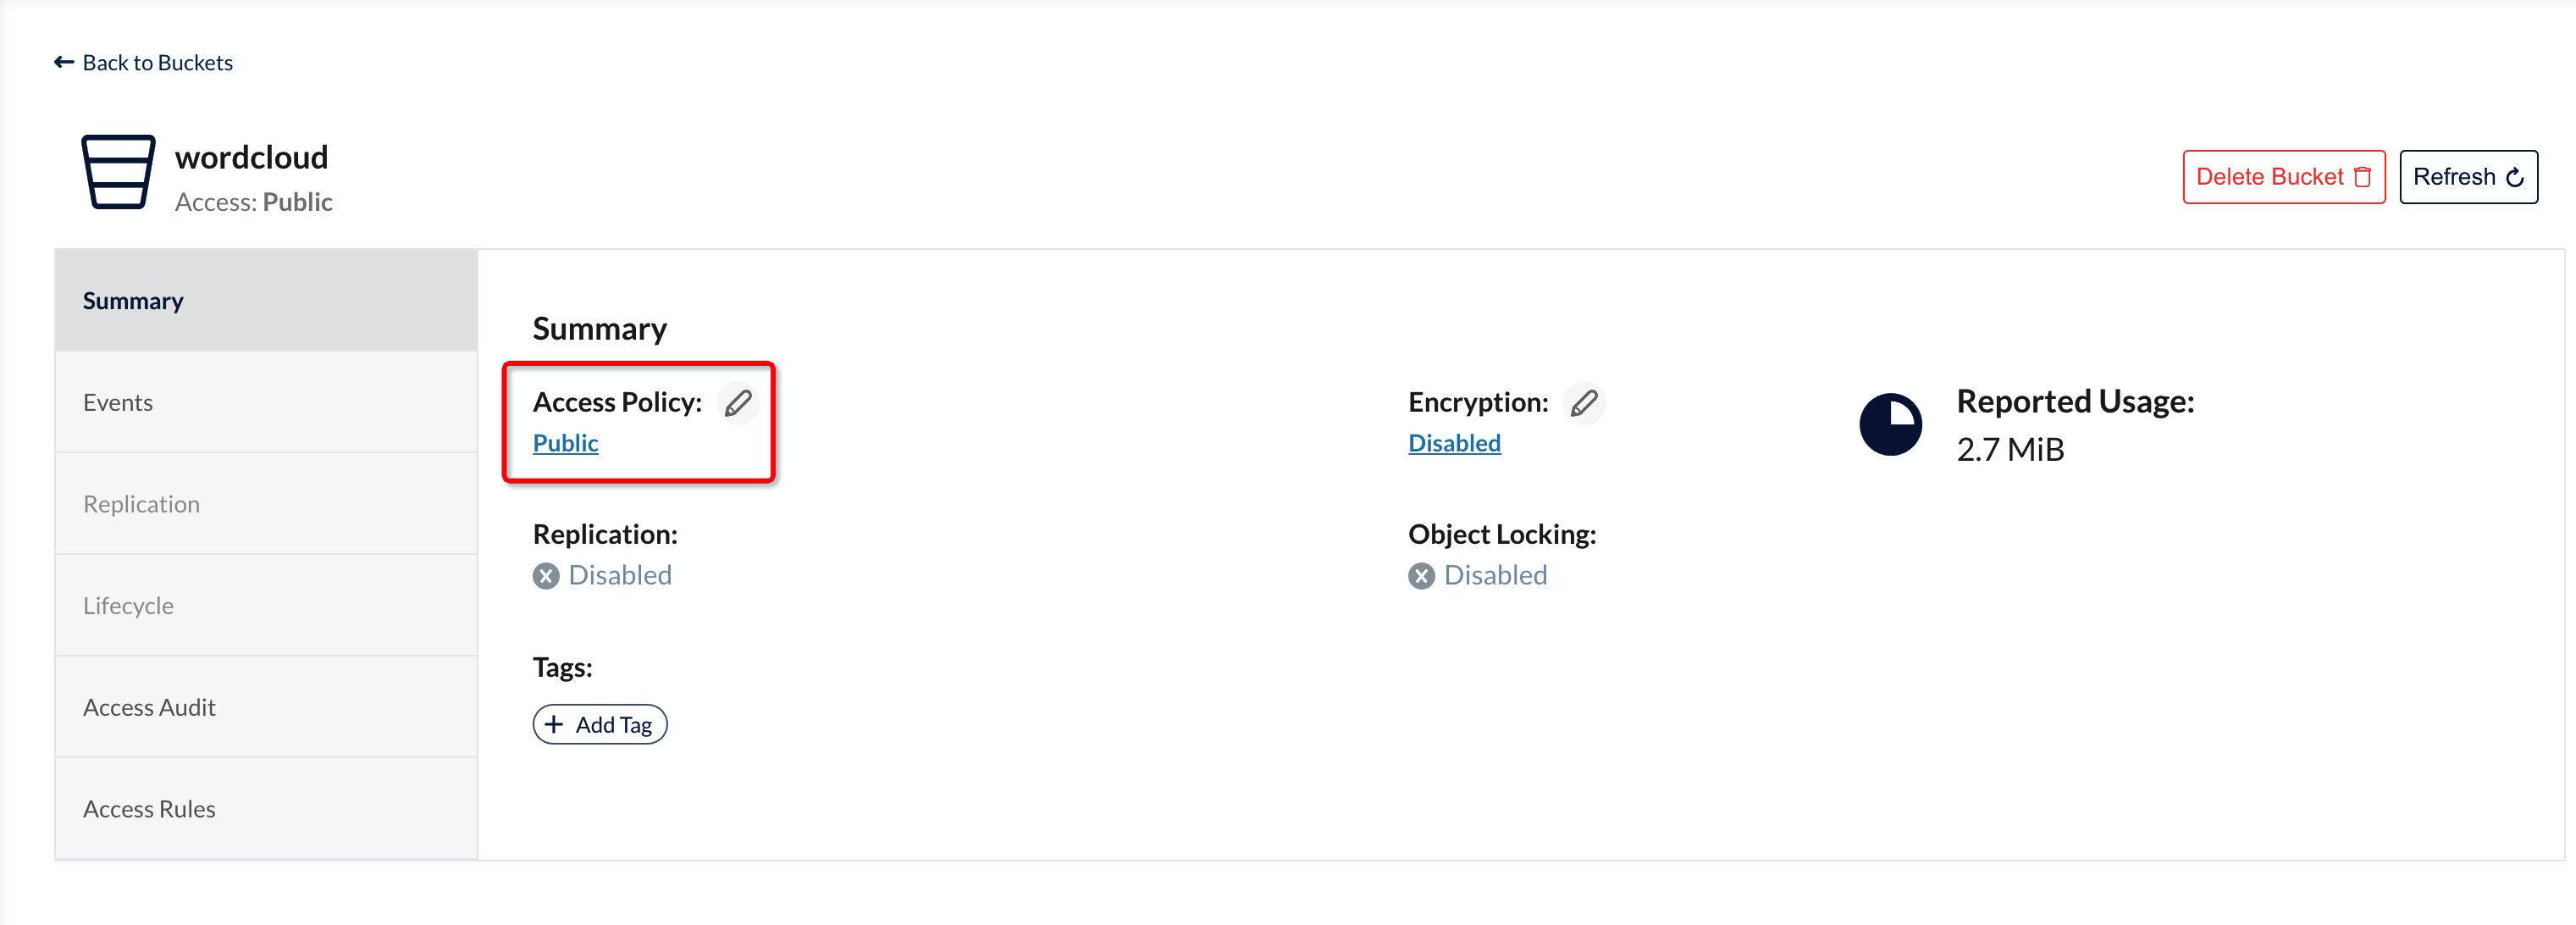 Back to Buckets
wordcloud
Access: Public
Delete Bucket
Refresh
Summary
Events
Replication
Lifecycle
Access Audit
Access Rules
Summary
Access Policy:
Public
Encryption:
Disabled
Reported Usage:
2.7 MiB
Replication:
Disabled
Object Locking:
Disabled
Tags:
+ Add Tag